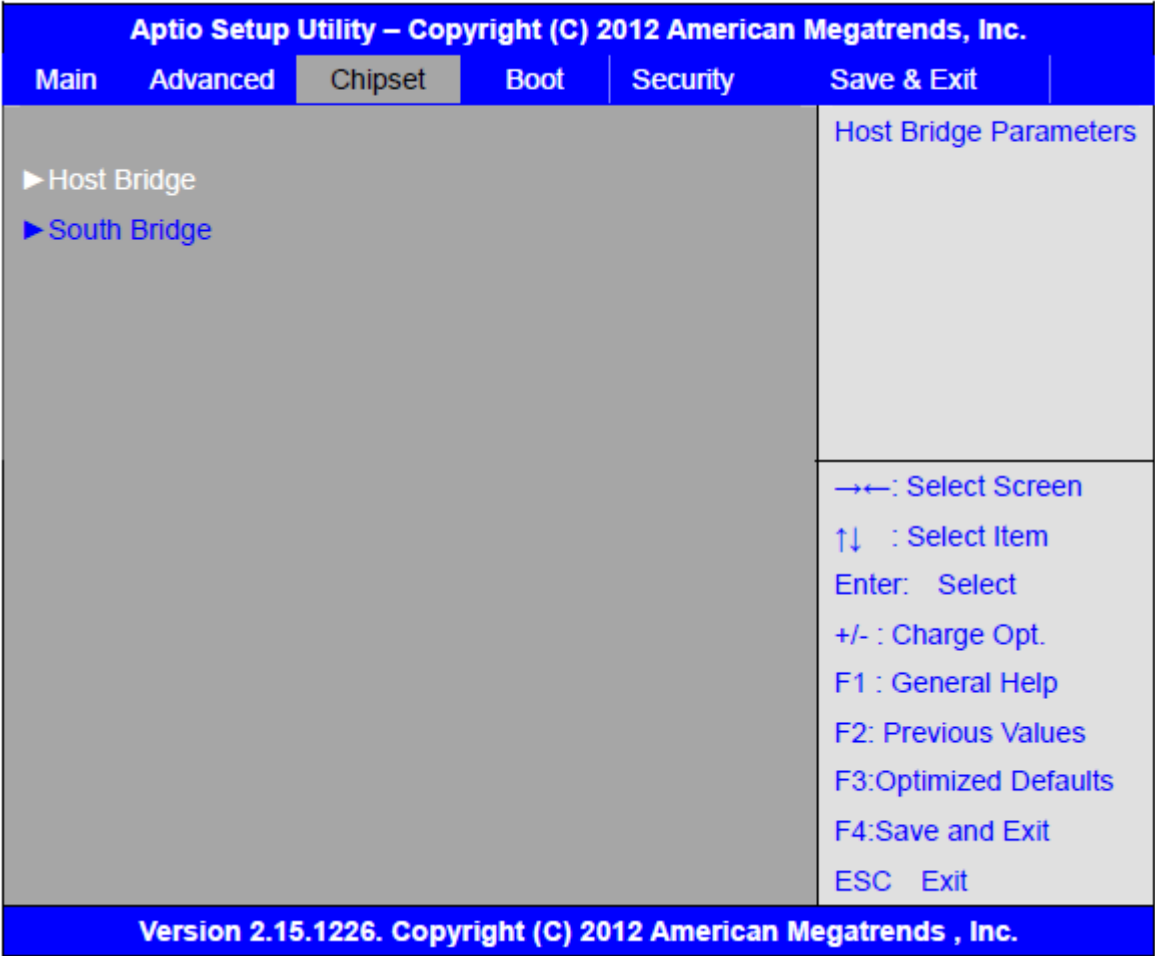 Aptio Setup Utility – Copyright (C) 2012 American Megatrends, Inc.
Main Advanced Chipset Boot Security Save & Exit
►Host Bridge
►South Bridge
Host Bridge Parameters
→←: Select Screen
↑↓ : Select Item
Enter: Select
+/- : Charge Opt.
F1 : General Help
F2: Previous Values
F3:Optimized Defaults
F4:Save and Exit
ESC Exit
Version 2.15.1226. Copyright (C) 2012 American Megatrends , Inc.